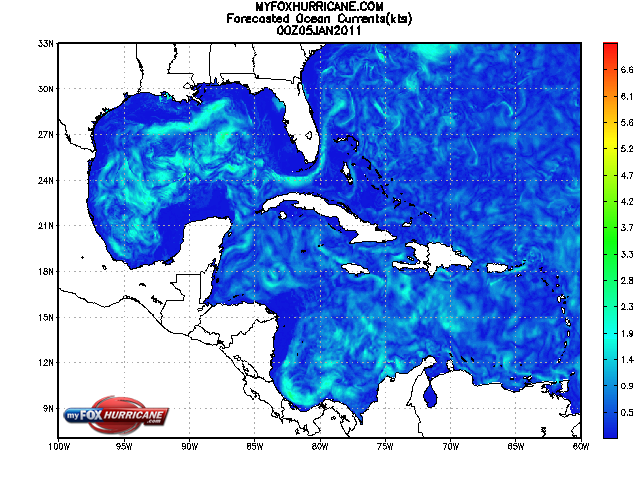 MYFOXHURRICANE.COM
Forecasted Ocean Currents(kts)
00Z05JAN2011
33N
30N
27N
24N
21N
18N
15N
12N
9N
100W 95W 90W 85W 80W 75W 70W 65W 60W
6.6
6.1
5.6
5.2
4.7
4.2
3.7
3.3
2.8
2.3
1.9
1.4
0.9
0.5
myFOXHURRICANE
.com